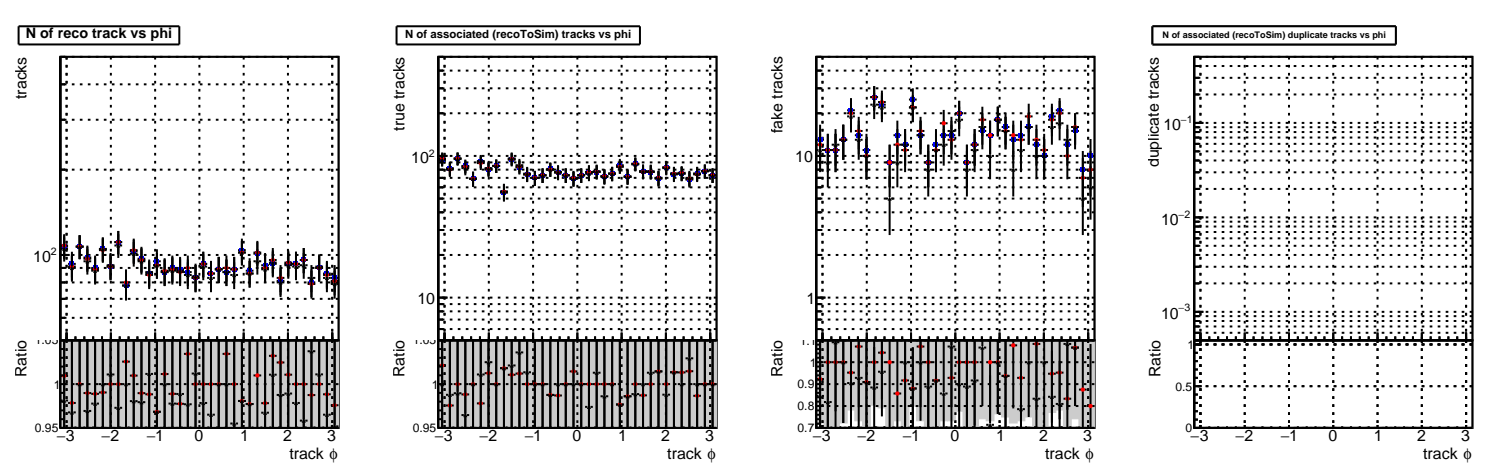 N of reco track vs phi
tracks
10²
Ratio
1
0.95
−3 −2 −1 0 1 2 3
track ϕ
N of associated (recoToSim) tracks vs phi
true tracks
10²
10
Ratio
1
0.95
−3 −2 −1 0 1 2 3
track ϕ
fake tracks
10
1
Ratio
1.1
1
0.9
0.8
0.7
−3 −2 −1 0 1 2 3
track ϕ
N of associated (recoToSim) duplicate tracks vs phi
duplicate tracks
10⁻¹
10⁻²
10⁻³
Ratio
1
0.5
0
−3 −2 −1 0 1 2 3
track ϕ